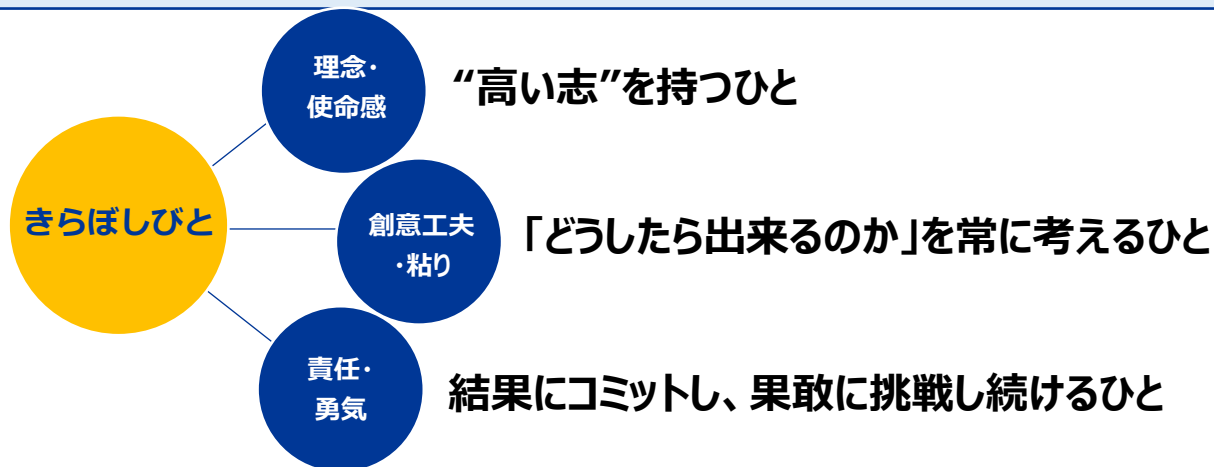 理念・
使命感
“高い志”を持つひと
きらぼしびと
創意工夫
・粘り
「どうしたら出来るのか」を常に考えるひと
責任・
勇気
結果にコミットし、果敢に挑戦し続けるひと